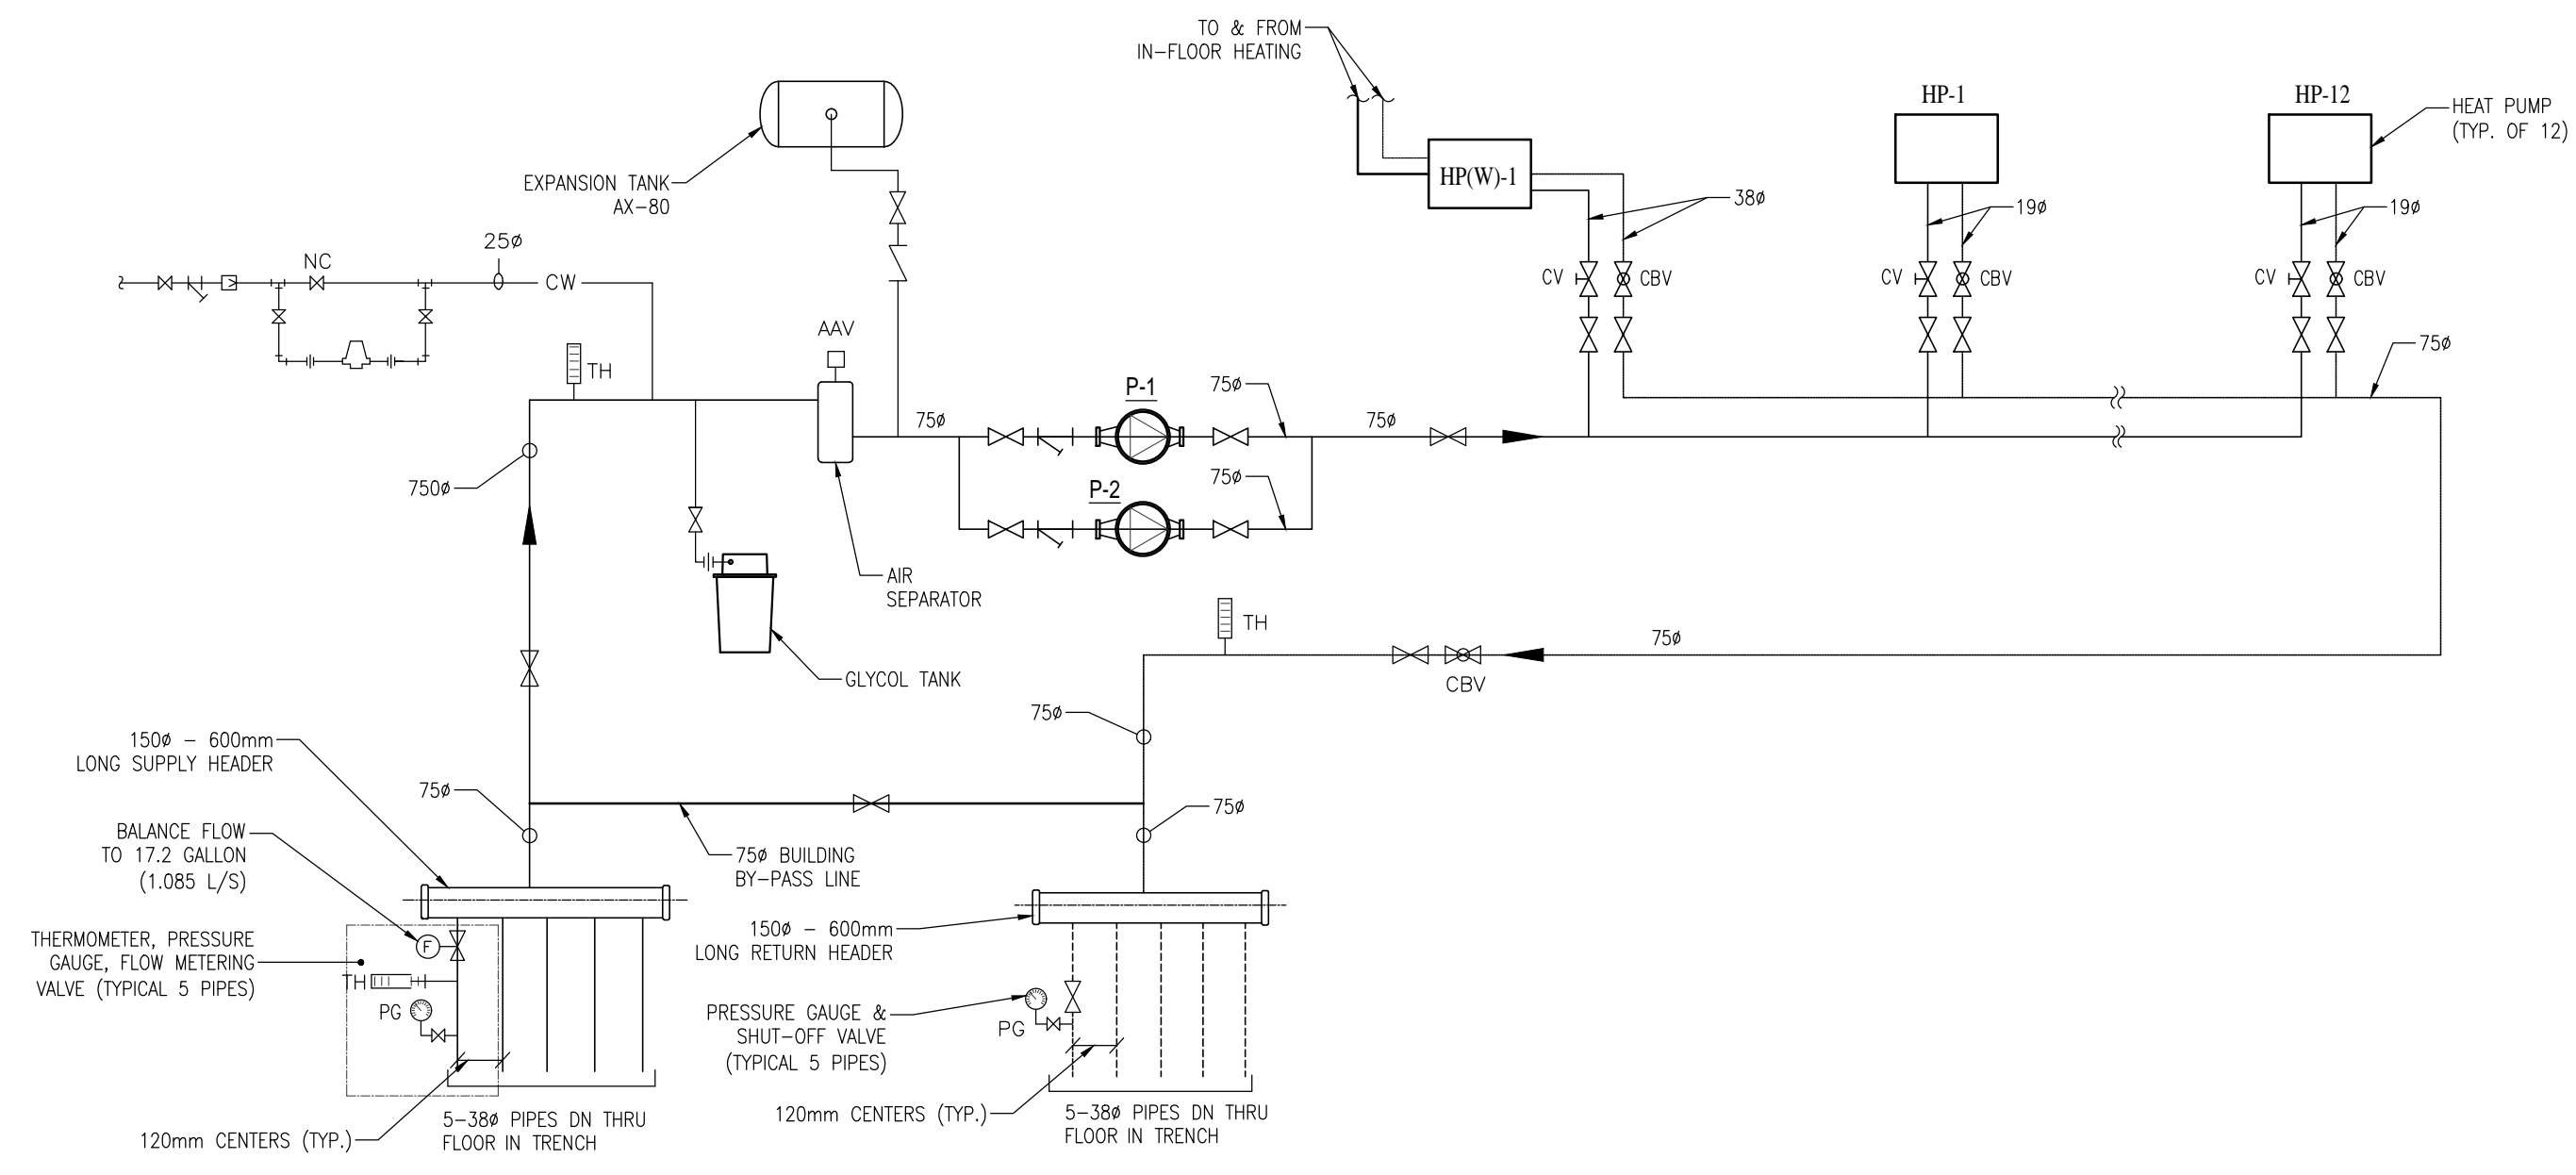 TO & FROM
IN-FLOOR HEATING
HP-1
HP-12
HEAT PUMP
(TYP. OF 12)
EXPANSION TANK
AX-80
HP(W)-1
38ø
19ø
19ø
25ø
NC
CW
CV
CBV
CV
CBV
CV
CBV
AAV
TH
75ø
P-1
75ø
75ø
75ø
750ø
P-2
75ø
AIR
SEPARATOR
TH
75ø
GLYCOL TANK
CBV
75ø
150ø - 600mm
LONG SUPPLY HEADER
75ø
75ø
BALANCE FLOW
TO 17.2 GALLON
(1.085 L/S)
75ø BUILDING
BY-PASS LINE
THERMOMETER, PRESSURE
GAUGE, FLOW METERING
VALVE (TYPICAL 5 PIPES)
F
TH
PG
150ø - 600mm
LONG RETURN HEADER
PRESSURE GAUGE &
SHUT-OFF VALVE
(TYPICAL 5 PIPES)
PG
120mm CENTERS (TYP.)
5-38ø PIPES DN THRU
FLOOR IN TRENCH
120mm CENTERS (TYP.)
5-38ø PIPES DN THRU
FLOOR IN TRENCH